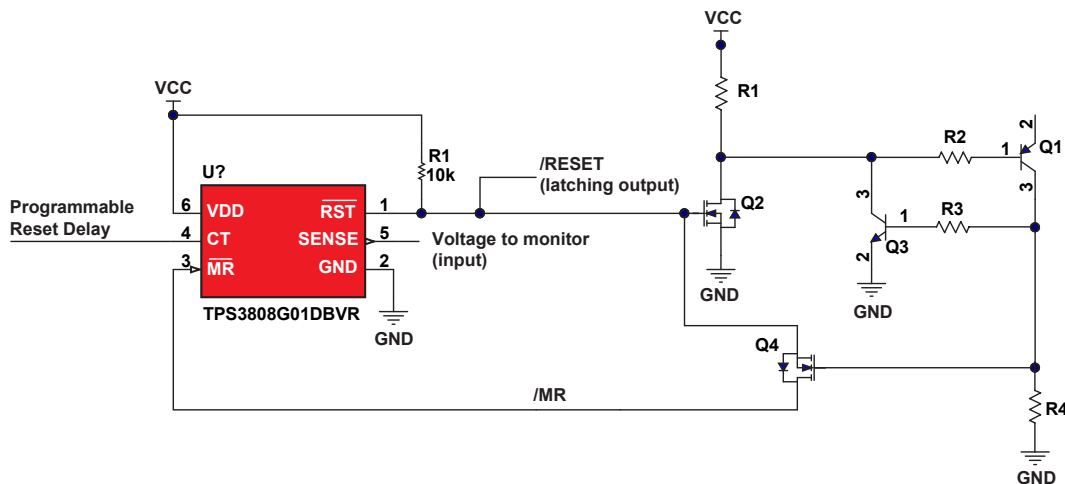 VCC
R1
VCC
R2
2
1
Q1
3
U?
R1
10k
/RESET
(latching output)
Q2
Programmable
Reset Delay
6
VDD
RST
1
4
CT
SENSE
5
Voltage to monitor
(input)
3
MR
GND
2
3
1
R3
Q3
2
TPS3808G01DBVR
GND
GND
GND
Q4
/MR
R4
GND